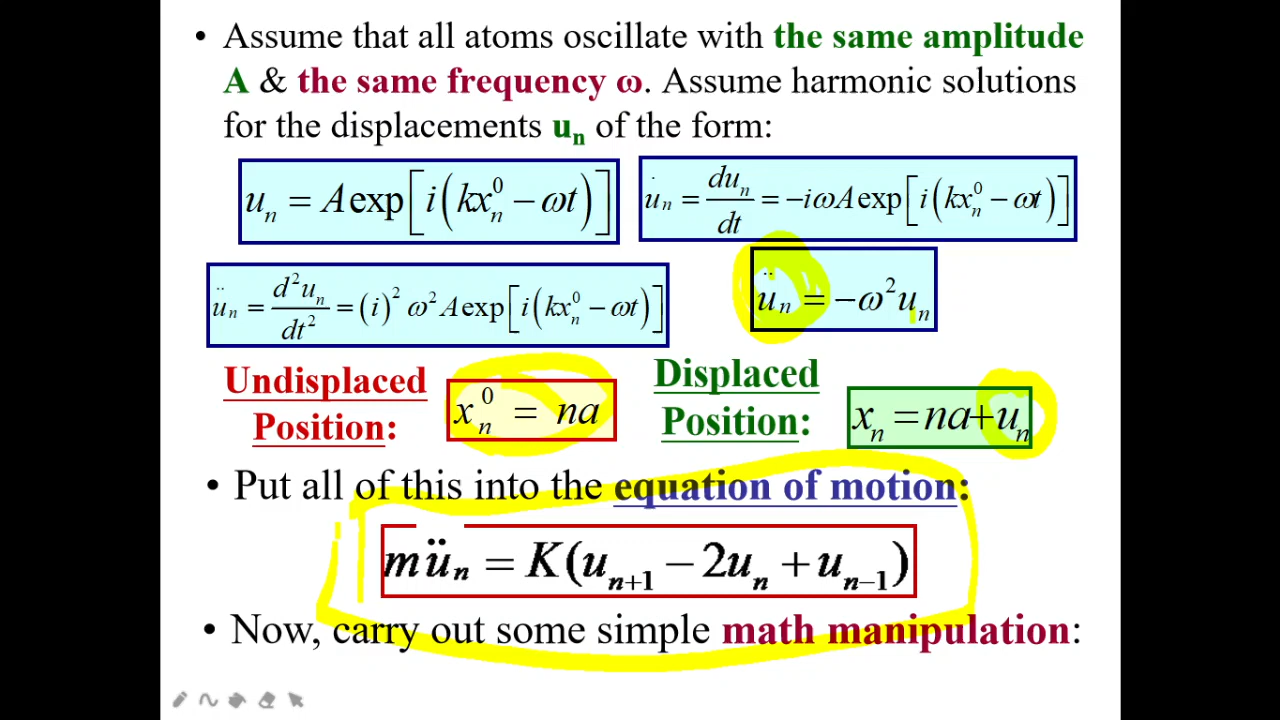 • Assume that all atoms oscillate with the same amplitude
A & the same frequency ω. Assume harmonic solutions
for the displacements uₙ of the form:
uₙ = A exp[i(kxₙ⁰ − ωt)]
u̇ₙ = duₙ/dt = −iωA exp[i(kxₙ⁰ − ωt)]
üₙ = d²uₙ/dt² = (i)² ω² A exp[i(kxₙ⁰ − ωt)]
üₙ = −ω²uₙ
Undisplaced
Position:
xₙ⁰ = na
Displaced
Position:
xₙ = na+uₙ
• Put all of this into the equation of motion:
müₙ = K(uₙ₊₁ − 2uₙ + uₙ₋₁)
• Now, carry out some simple math manipulation: